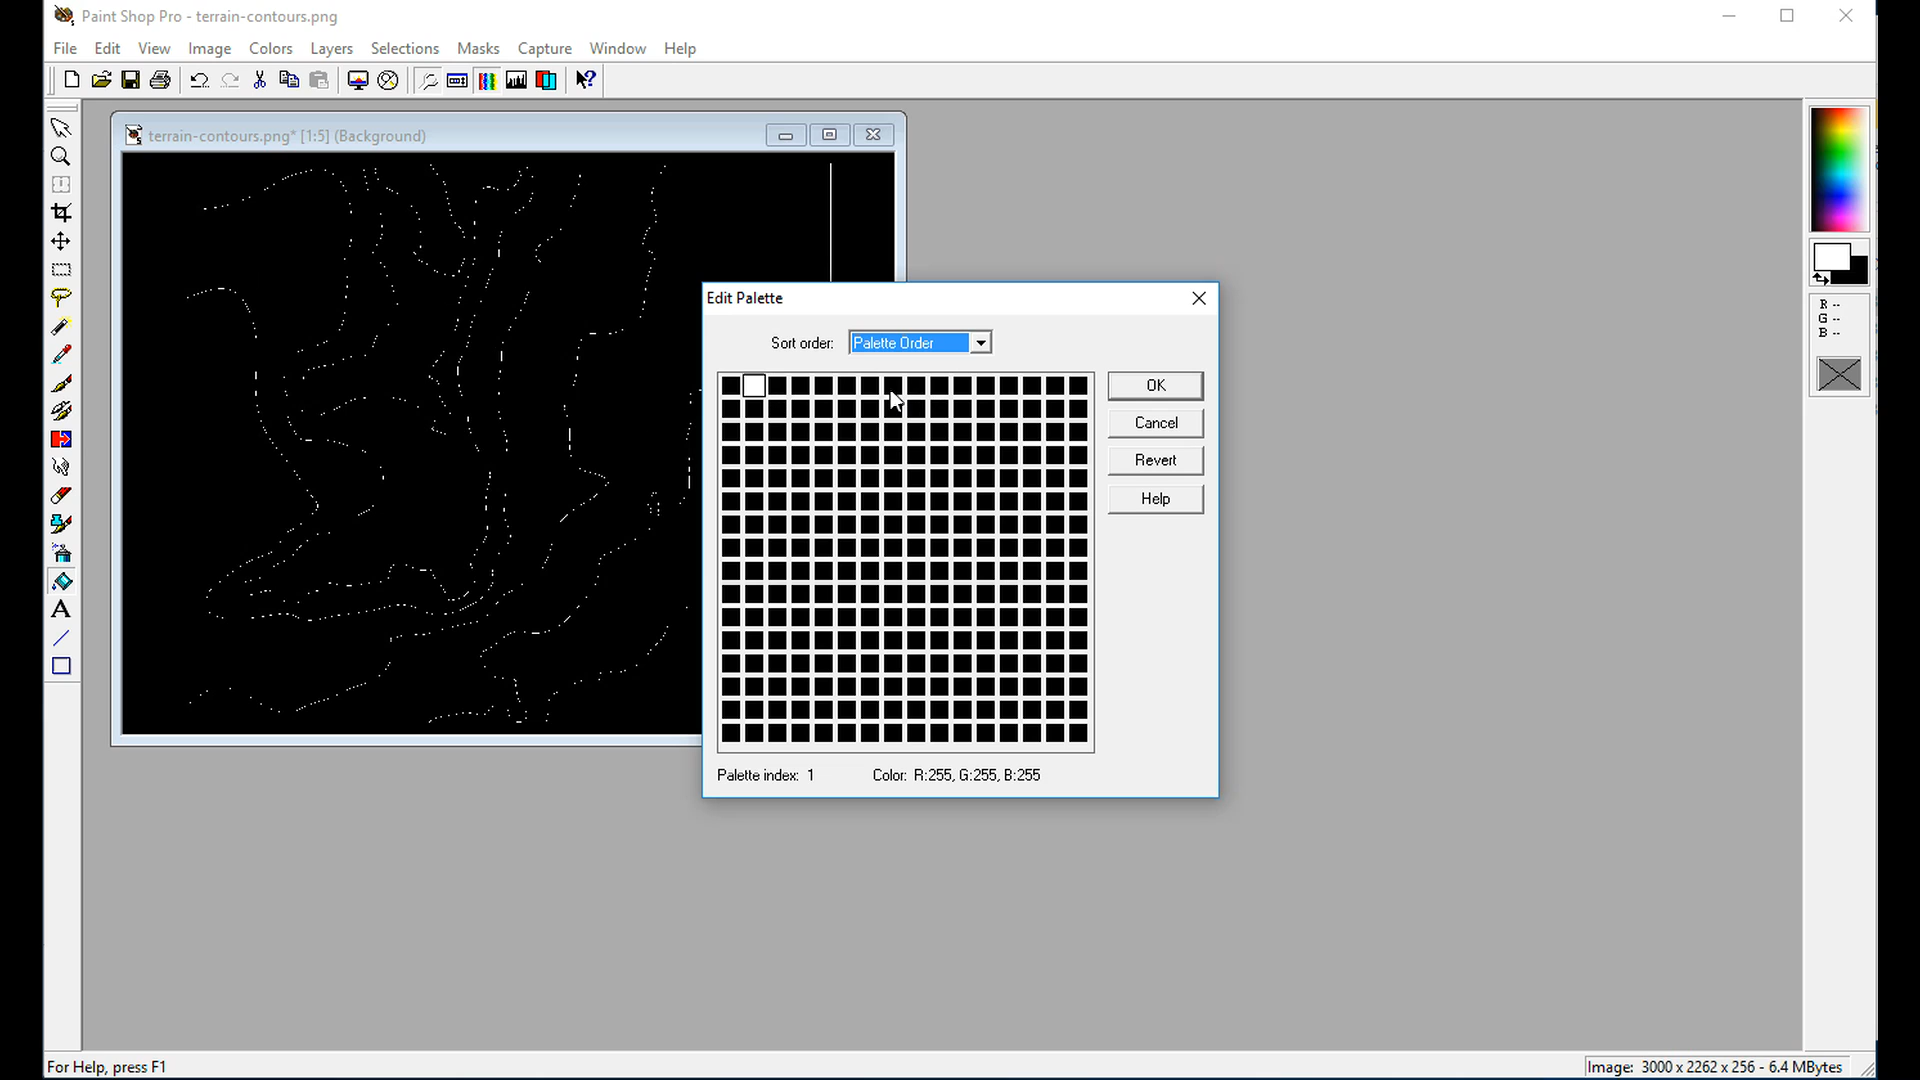 Paint Shop Pro - terrain-contours.png
File Edit View Image Colors Layers Selections Masks Capture Window Help
terrain-contours.png* [1:5] (Background)
Edit Palette
Sort order: Palette Order
OK
Cancel
Revert
Help
Palette index: 1 Color: R:255, G:255, B:255
R --
G --
B --
A
For Help, press F1
Image: 3000 x 2262 x 256 - 6.4 MBytes